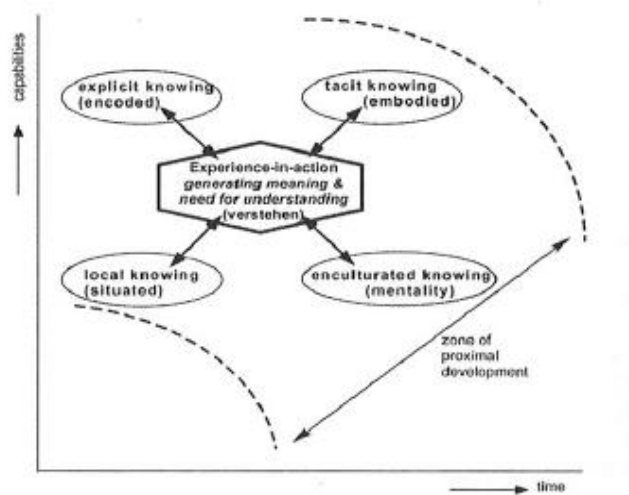 capabilities
explicit knowing
(encoded)
tacit knowing
(embodied)
Experience-in-action
generating meaning &
need for understanding
(verstehen)
local knowing
(situated)
enculturated knowing
(mentality)
zone of
proximal
development
time